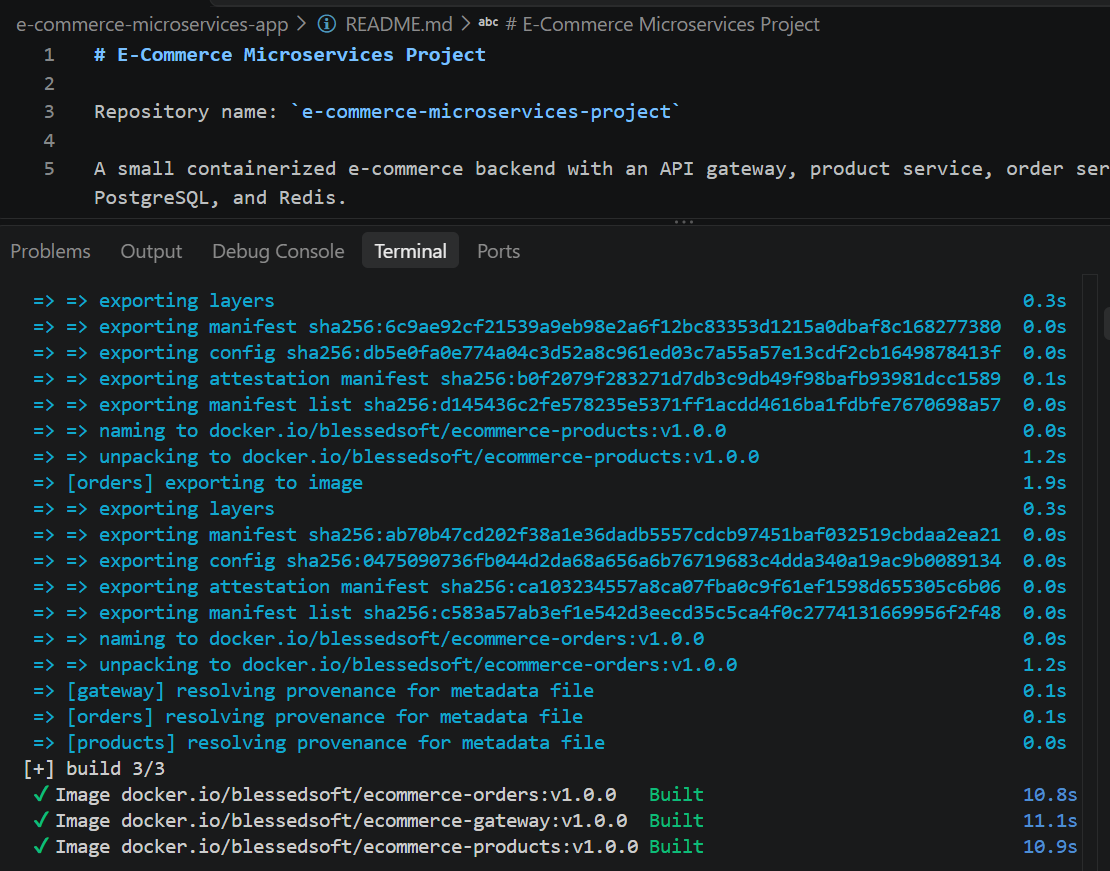 e-commerce-microservices-app > README.md > # E-Commerce Microservices Project
1 # E-Commerce Microservices Project
2
3 Repository name: `e-commerce-microservices-project`
4
5 A small containerized e-commerce backend with an API gateway, product service, order ser
PostgreSQL, and Redis.
Problems Output Debug Console Terminal Ports
=> => exporting layers 0.3s
=> => exporting manifest sha256:6c9ae92cf21539a9eb98e2a6f12bc83353d1215a0dbaf8c168277380 0.0s
=> => exporting config sha256:db5e0fa0e774a04c3d52a8c961ed03c7a55a57e13cdf2cb1649878413f 0.0s
=> => exporting attestation manifest sha256:b0f2079f283271d7db3c9db49f98bafb93981dcc1589 0.1s
=> => exporting manifest list sha256:d145436c2fe578235e5371ff1acdd4616ba1fdbfe7670698a57 0.0s
=> => naming to docker.io/blessedsoft/ecommerce-products:v1.0.0 0.0s
=> => unpacking to docker.io/blessedsoft/ecommerce-products:v1.0.0 1.2s
=> [orders] exporting to image 1.9s
=> => exporting layers 0.3s
=> => exporting manifest sha256:ab70b47cd202f38a1e36dadb5557cdcb97451baf032519cbdaa2ea21 0.0s
=> => exporting config sha256:0475090736fb044d2da68a656a6b76719683c4dda340a19ac9b0089134 0.0s
=> => exporting attestation manifest sha256:ca103234557a8ca07fba0c9f61ef1598d655305c6b06 0.0s
=> => exporting manifest list sha256:c583a57ab3ef1e542d3eecd35c5ca4f0c2774131669956f2f48 0.0s
=> => naming to docker.io/blessedsoft/ecommerce-orders:v1.0.0 0.0s
=> => unpacking to docker.io/blessedsoft/ecommerce-orders:v1.0.0 1.2s
=> [gateway] resolving provenance for metadata file 0.1s
=> [orders] resolving provenance for metadata file 0.1s
=> [products] resolving provenance for metadata file 0.0s
[+] build 3/3
✓ Image docker.io/blessedsoft/ecommerce-orders:v1.0.0 Built 10.8s
✓ Image docker.io/blessedsoft/ecommerce-gateway:v1.0.0 Built 11.1s
✓ Image docker.io/blessedsoft/ecommerce-products:v1.0.0 Built 10.9s